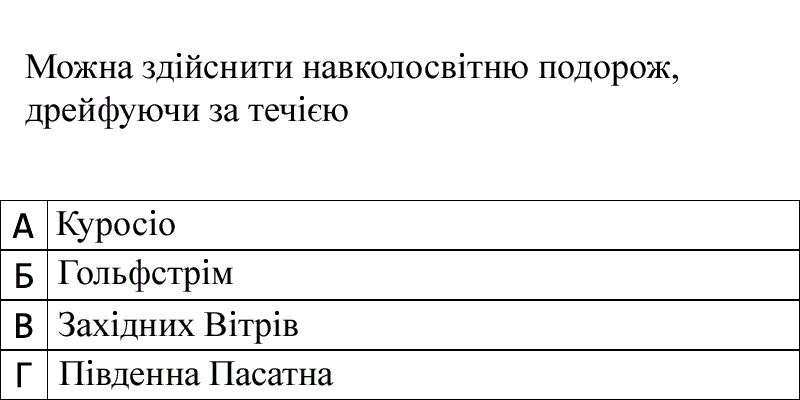 Можна здійснити навколосвітню подорож,
дрейфуючи за течією
А Куросіо
Б Гольфстрім
В Західних Вітрів
Г Південна Пасатна